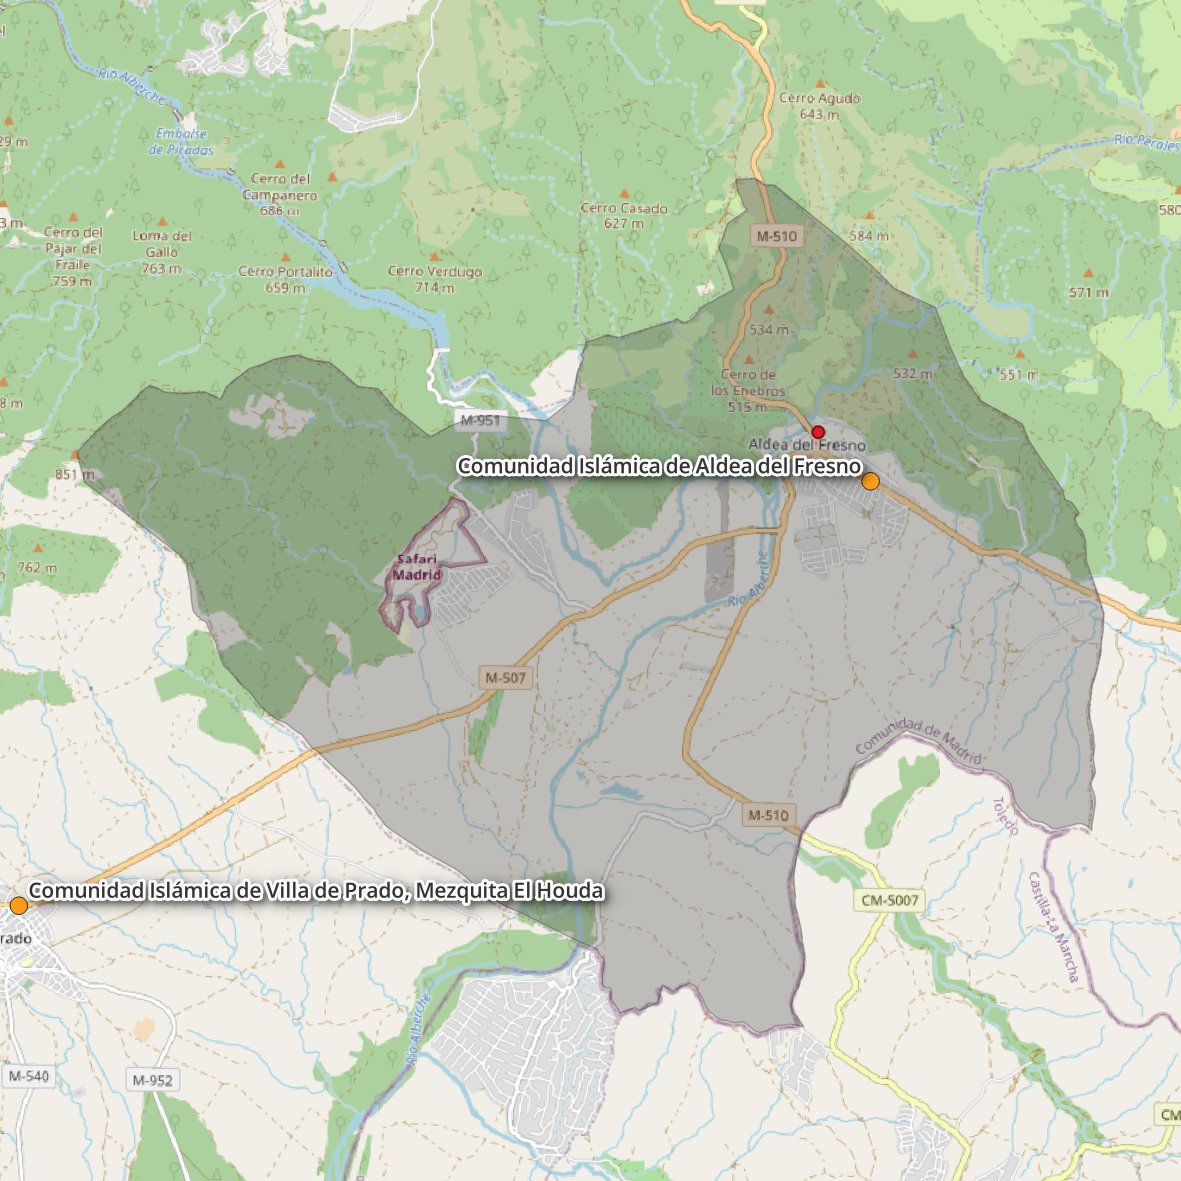 Río Alberche
Cerro Agudo
643 m
Embalse
de Picadas
Río Perales
29 m
Cerro del
Campanero
686 m
Cerro Casado
627 m
580
3 m
Cerro del
Pajar del
Fraile
759 m
Loma del
Gallo
763 m
M-510
584 m
Cerro Portalito
659 m
Cerro Verdugo
714 m
571 m
534 m
Cerro de
los Enebros
515 m
532 m
551 m
8 m
M-951
Aldea del Fresno
Comunidad Islámica de Aldea del Fresno
851 m
762 m
Safari
Madrid
Río Alberche
M-507
Comunidad de Madrid
Toledo
M-510
Castilla-La Mancha
Comunidad Islámica de Villa de Prado, Mezquita El Houda
CM-5007
rado
Río Alberche
M-540
M-952
CM